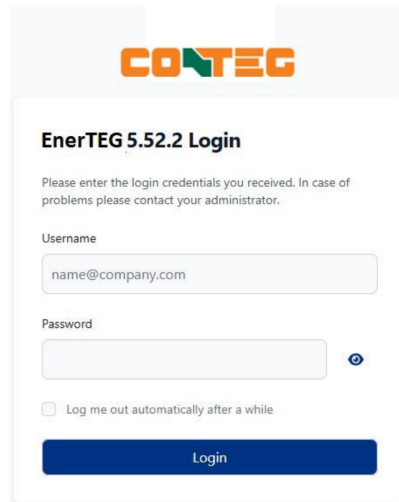 CONTEG
EnerTEG 5.52.2 Login
Please enter the login credentials you received. In case of
problems please contact your administrator.
Username
name@company.com
Password
Log me out automatically after a while
Login